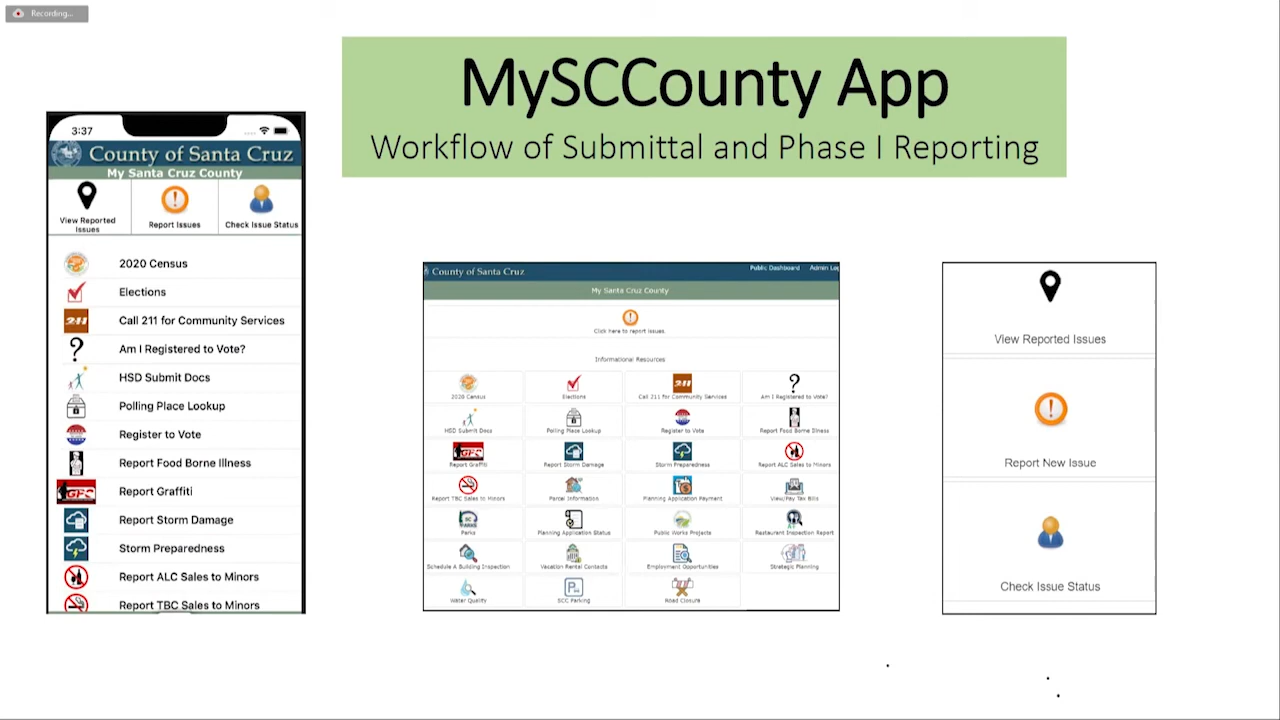 Recording...
MySCCounty App
Workflow of Submittal and Phase I Reporting
3:37
County of Santa Cruz
My Santa Cruz County
View Reported
Issues
Report Issues
Check Issue Status
2020 Census
Elections
211
Call 211 for Community Services
Am I Registered to Vote?
HSD Submit Docs
Polling Place Lookup
Register to Vote
Report Food Borne Illness
Report Graffiti
Report Storm Damage
Storm Preparedness
Report ALC Sales to Minors
Report TBC Sales to Minors
County of Santa Cruz
Public Dashboard
Admin Log
My Santa Cruz County
Click here to report issues.
Informational Resources
2020 Census
Elections
Call 211 for Community Services
Am I Registered to Vote?
HSD Submit Docs
Polling Place Lookup
Register to Vote
Report Food Borne Illness
Report Graffiti
Report Storm Damage
Storm Preparedness
Report ALC Sales to Minors
Report TBC Sales to Minors
Parcel Information
Planning Application Payment
View/Pay Tax Bills
Parks
Planning Application Status
Public Works Projects
Restaurant Inspection Report
Schedule A Building Inspection
Vacation Rental Contacts
Employment Opportunities
Strategic Planning
Water Quality
SCC Parking
Road Closure
View Reported Issues
Report New Issue
Check Issue Status